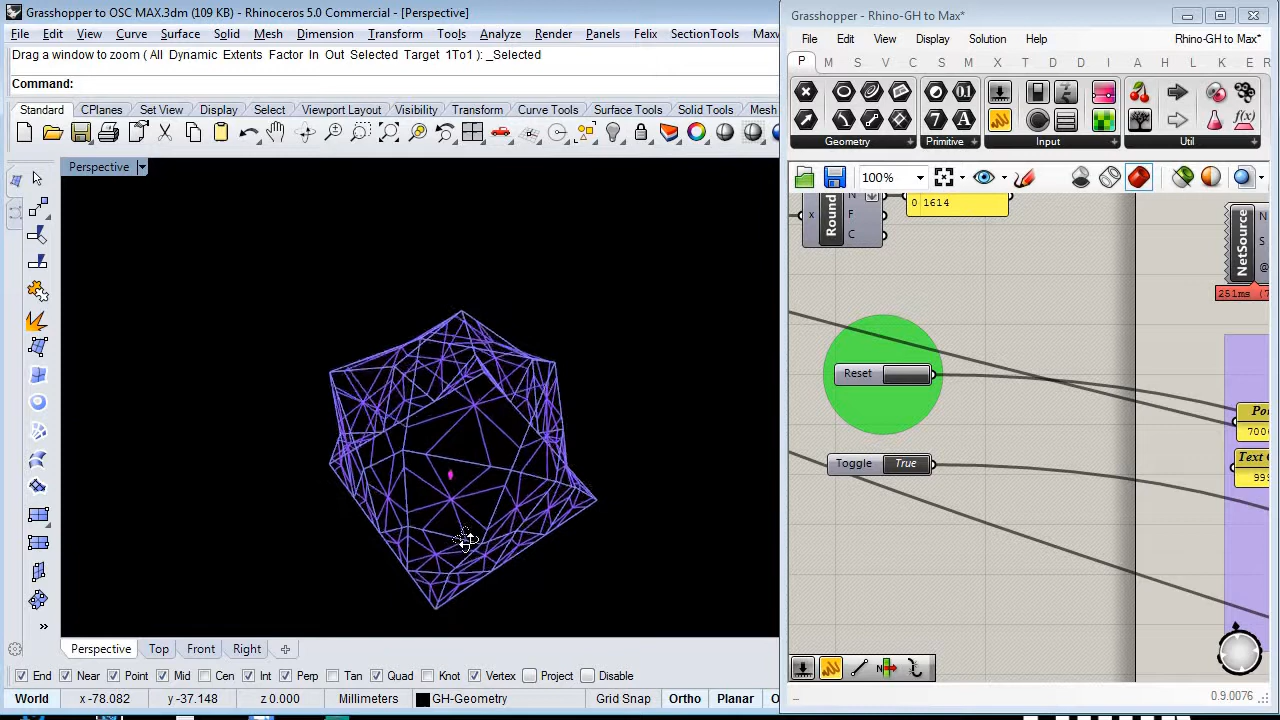 Grasshopper to OSC MAX.3dm (109 KB) - Rhinoceros 5.0 Commercial - [Perspective]
File Edit View Curve Surface Solid Mesh Dimension Transform Tools Analyze Render Panels Felix SectionTools Maxw
Drag a window to zoom ( All Dynamic Extents Factor In Out Selected Target 1To1 ): _Selected
Command:
Standard CPlanes Set View Display Select Viewport Layout Visibility Transform Curve Tools Surface Tools Solid Tools Mesh
Perspective
Perspective Top Front Right
End Near Point Mid Cen Int Perp Tan Quad Knot Vertex Project Disable
World x-8.082 y -37.148 z 0.000 Millimeters GH-Geometry Grid Snap Ortho Planar O
Grasshopper - Rhino-GH to Max*
File Edit View Display Solution Help Rhino-GH to Max*
P M S V C S M X T D A H L K E R
Geometry Primitive Input Util
100%
x Round N F C
0 1614
NetSource N S @
251ms (7
Reset
Poi
700
Toggle True
Text C
999
0.9.0076